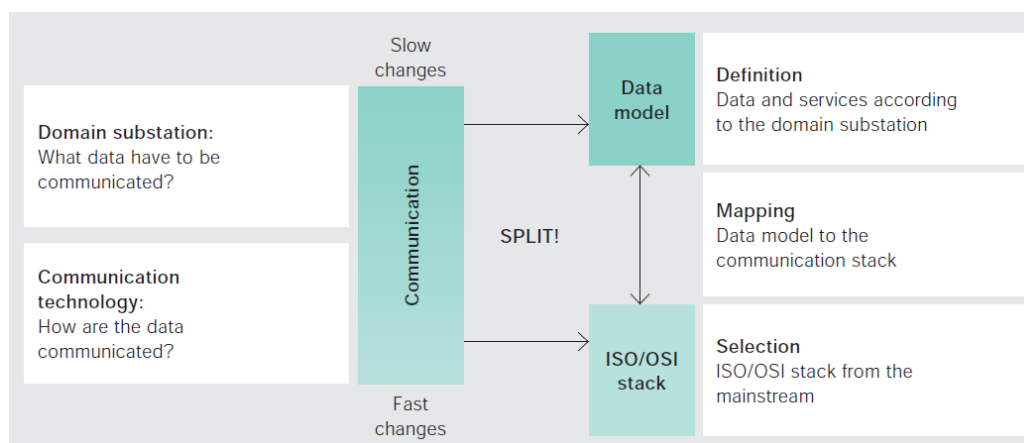 Slow
changes
Domain substation:
What data have to be
communicated?
Communication
technology:
How are the data
communicated?
Communication
Fast
changes
SPLIT!
Data
model
ISO/OSI
stack
Definition
Data and services according
to the domain substation
Mapping
Data model to the
communication stack
Selection
ISO/OSI stack from the
mainstream